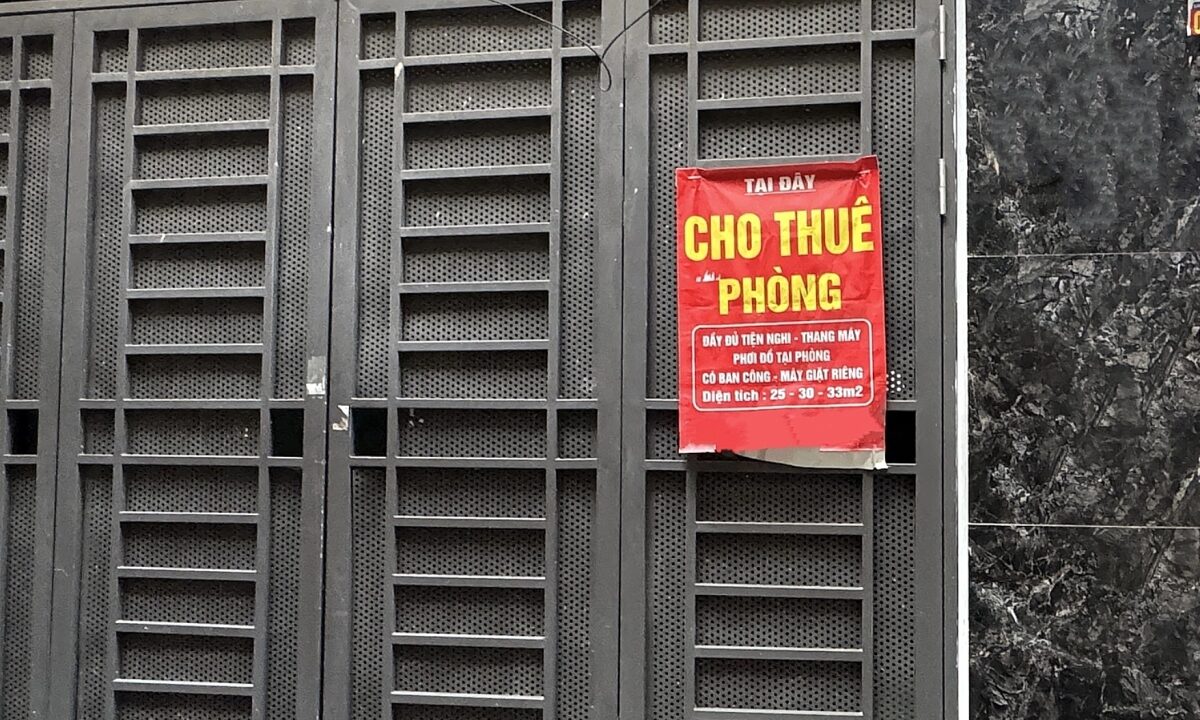 TẠI ĐÂY
CHO THUÊ
PHÒNG
ĐẦY ĐỦ TIỆN NGHI - THANG MÁY
PHƠI ĐỒ TẠI PHÒNG
CÓ BAN CÔNG - MÁY GIẶT RIÊNG
Diện tích : 25 - 30 - 33m2